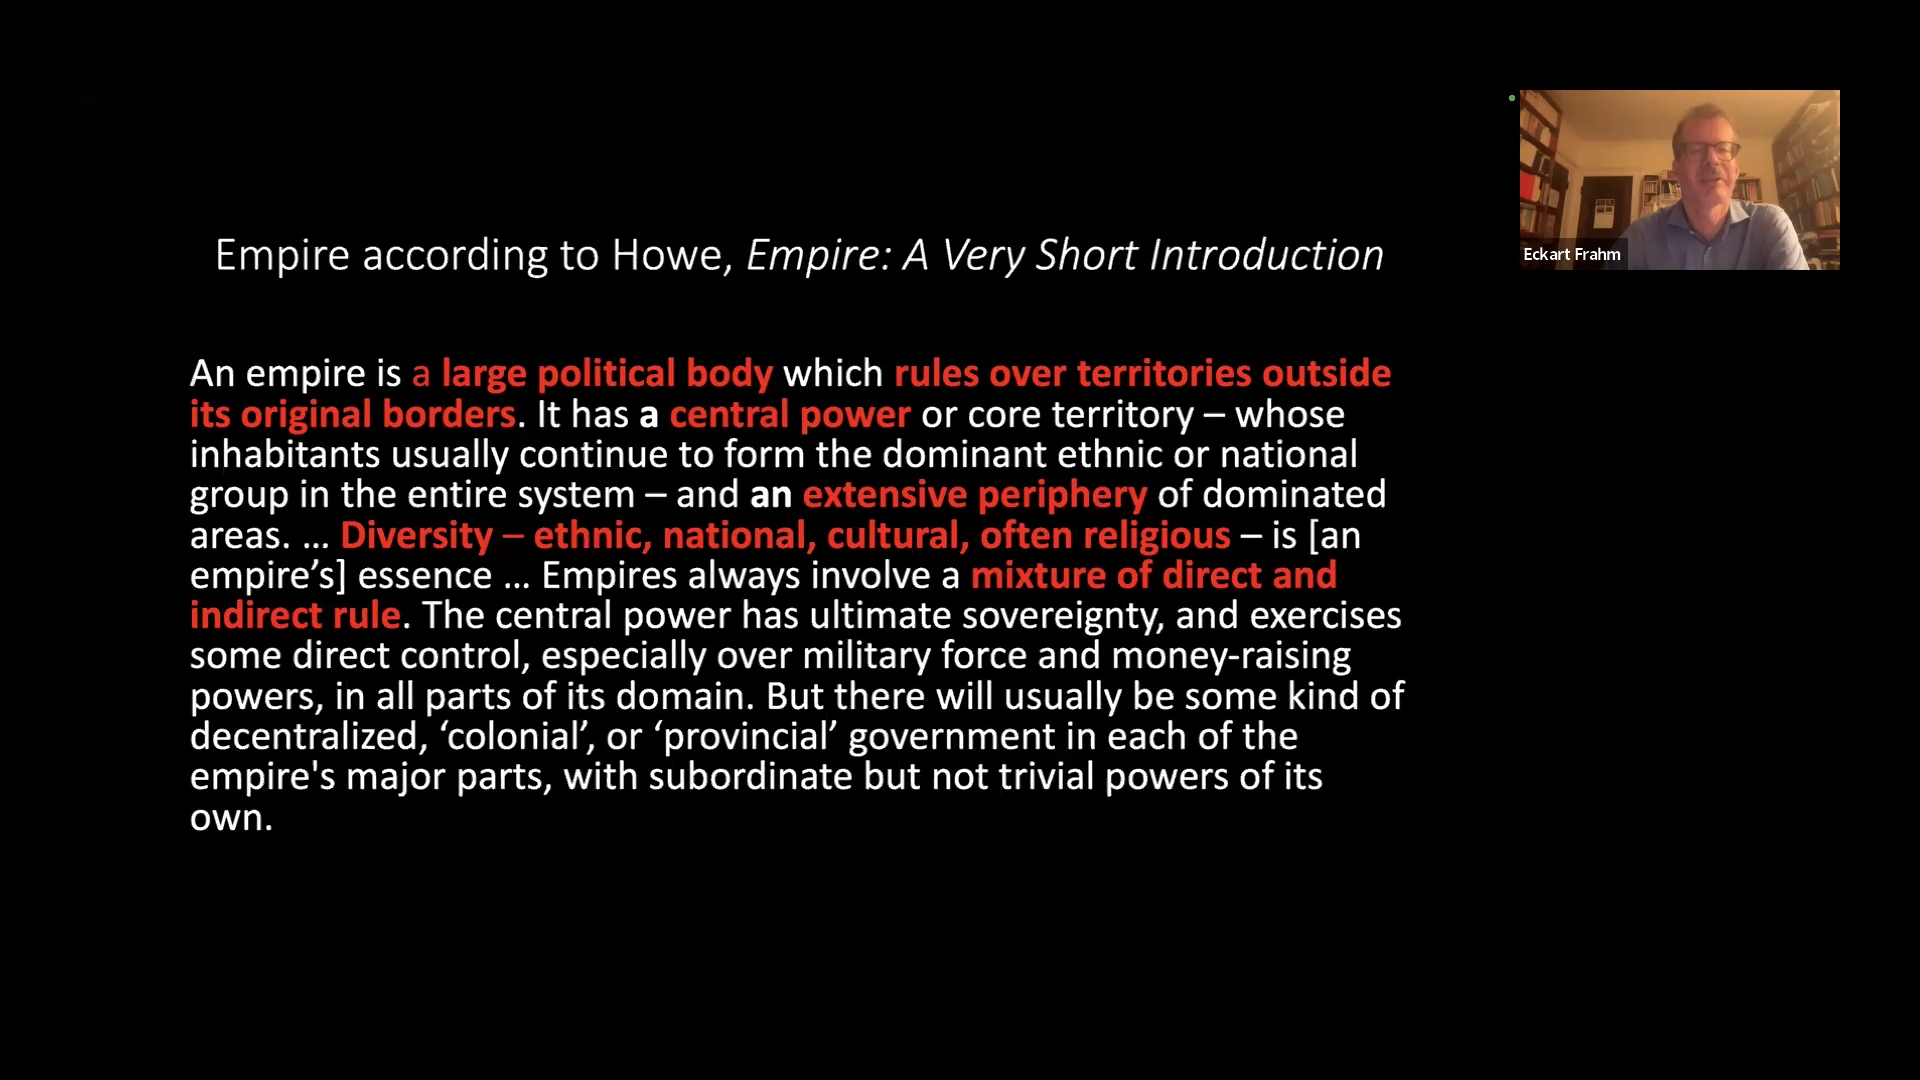 Empire according to Howe, Empire: A Very Short Introduction
Eckart Frahm
An empire is a large political body which rules over territories outside
its original borders. It has a central power or core territory – whose
inhabitants usually continue to form the dominant ethnic or national
group in the entire system – and an extensive periphery of dominated
areas. … Diversity – ethnic, national, cultural, often religious – is [an
empire’s] essence … Empires always involve a mixture of direct and
indirect rule. The central power has ultimate sovereignty, and exercises
some direct control, especially over military force and money-raising
powers, in all parts of its domain. But there will usually be some kind of
decentralized, ‘colonial’, or ‘provincial’ government in each of the
empire's major parts, with subordinate but not trivial powers of its
own.